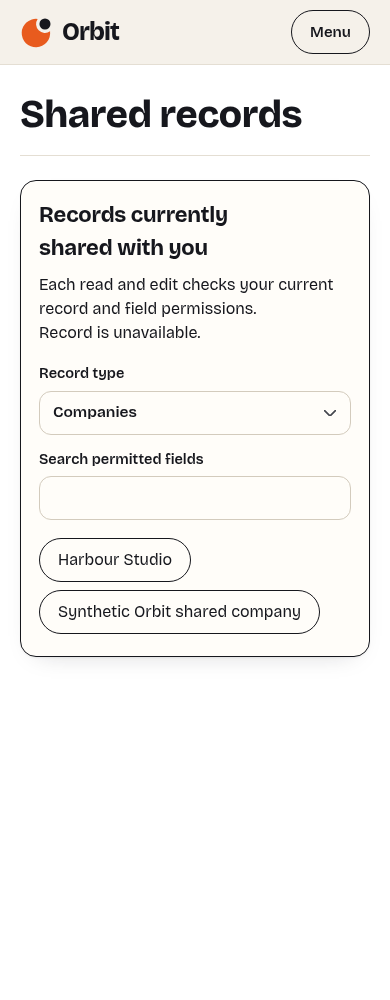 Orbit
Menu
Shared records
Records currently
shared with you
Each read and edit checks your current
record and field permissions.
Record is unavailable.
Record type
Companies
Search permitted fields
Harbour Studio
Synthetic Orbit shared company